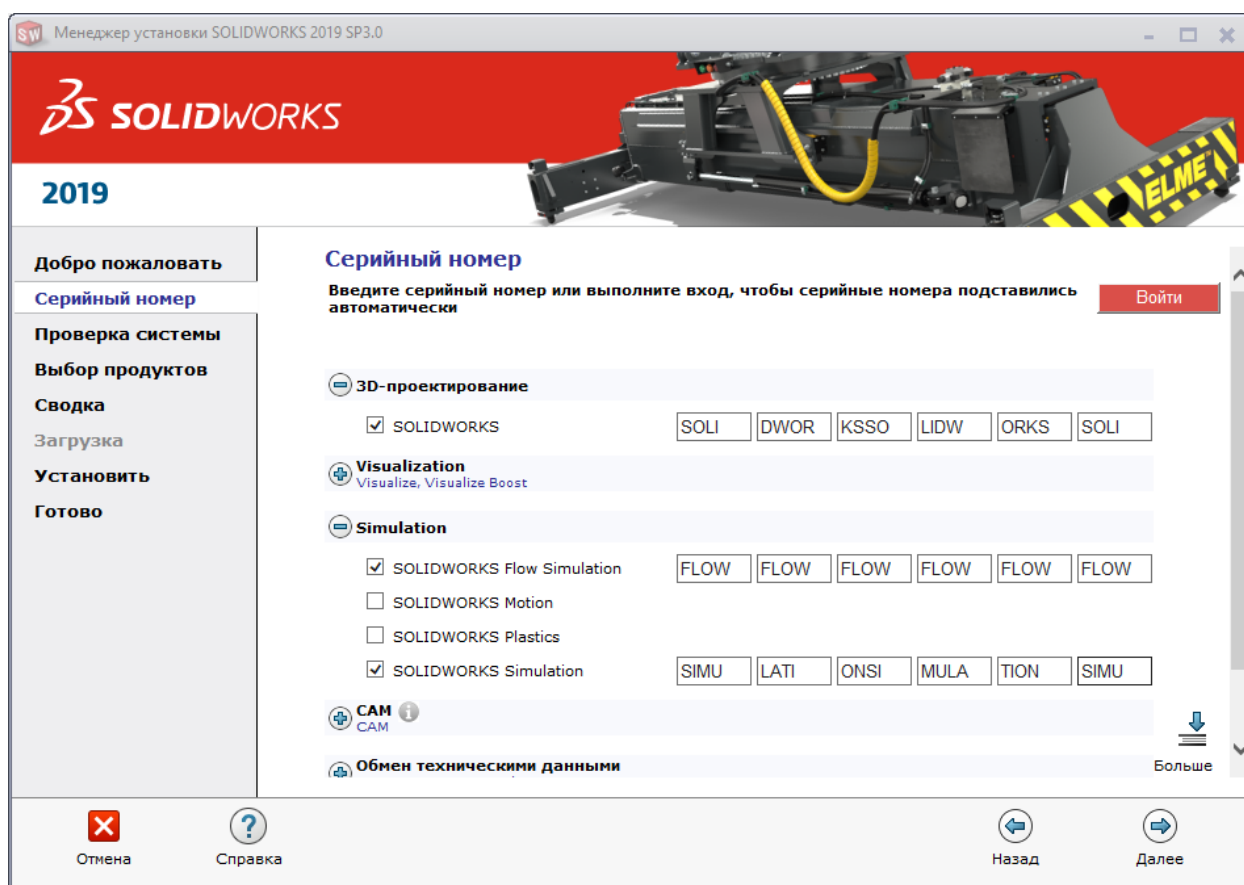 SW Менеджер установки SOLIDWORKS 2019 SP3.0
3S SOLIDWORKS
ELME™
2019
Добро пожаловать
Серийный номер
Проверка системы
Выбор продуктов
Сводка
Загрузка
Установить
Готово
Серийный номер
Введите серийный номер или выполните вход, чтобы серийные номера подставились
автоматически
Войти
3D-проектирование
SOLIDWORKS SOLI DWOR KSSO LIDW ORKS SOLI
Visualization
Visualize, Visualize Boost
Simulation
SOLIDWORKS Flow Simulation FLOW FLOW FLOW FLOW FLOW FLOW
SOLIDWORKS Motion
SOLIDWORKS Plastics
SOLIDWORKS Simulation SIMU LATI ONSI MULA TION SIMU
CAM
CAM
Обмен техническими данными
Больше
Отмена Справка Назад Далее